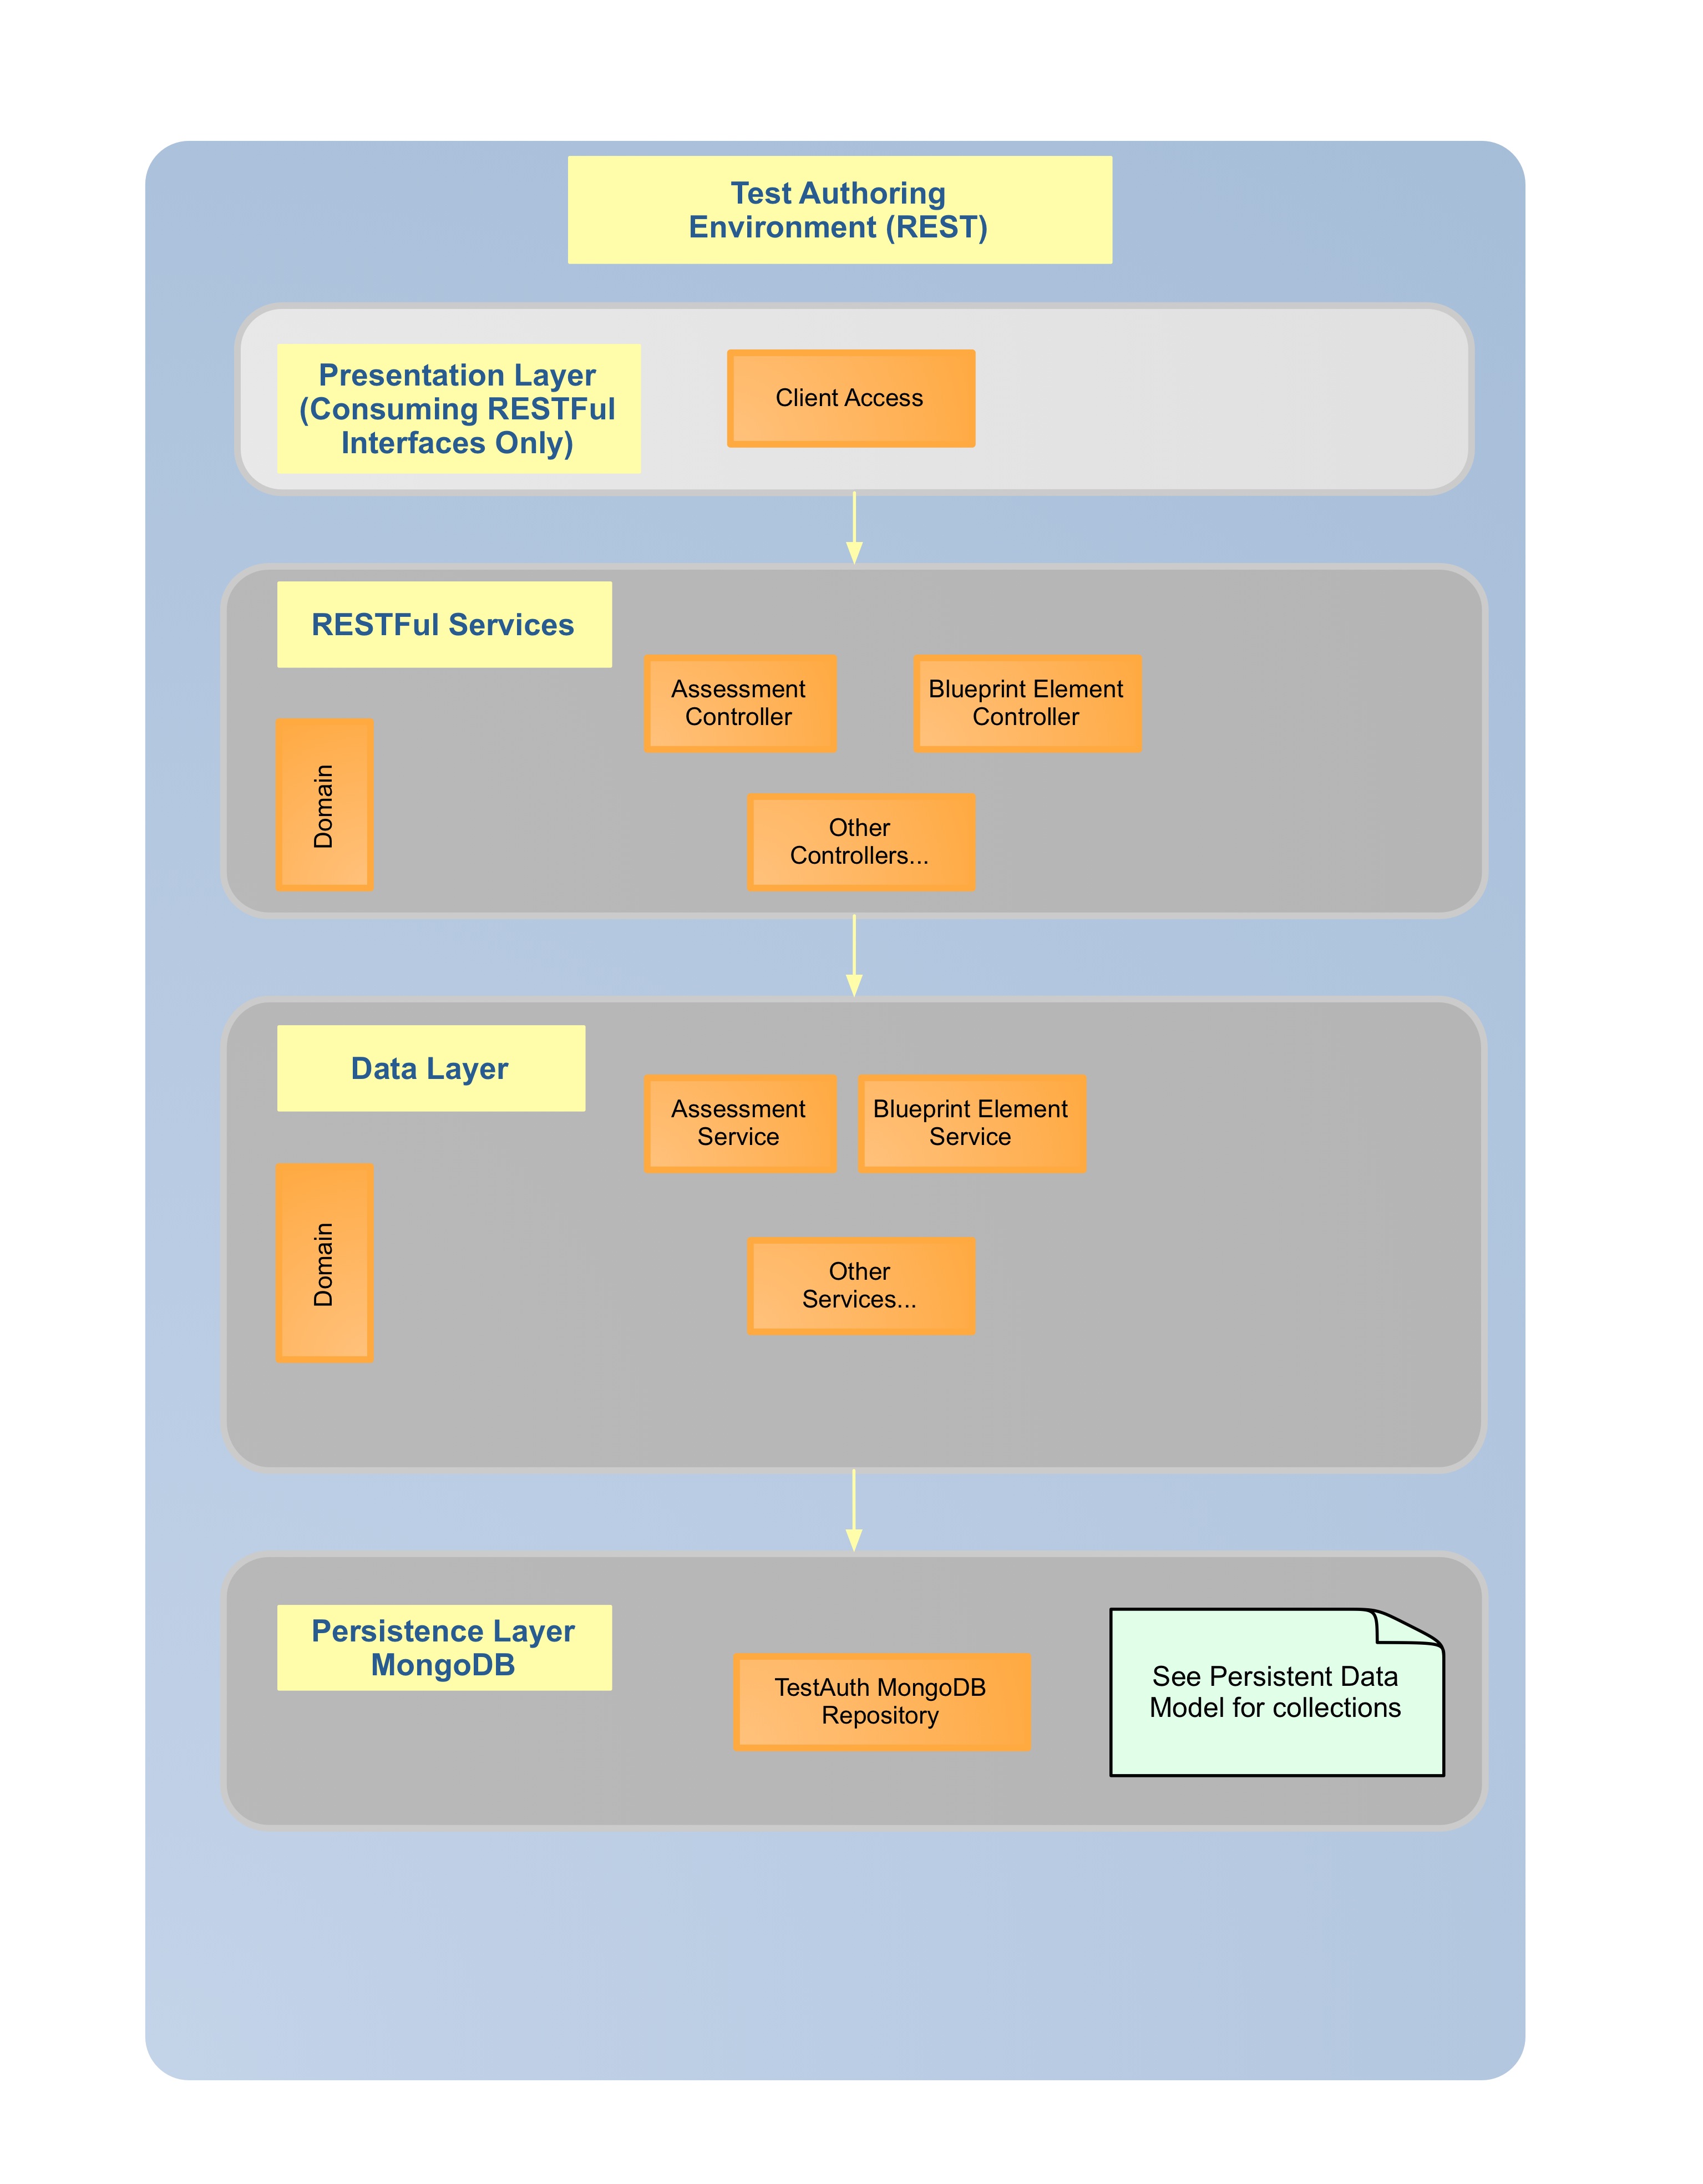 Test Authoring
Environment (REST)
Presentation Layer
(Consuming RESTFul
Interfaces Only)
Client Access
RESTFul Services
Assessment
Controller
Blueprint Element
Controller
Domain
Other
Controllers...
Data Layer
Assessment
Service
Blueprint Element
Service
Domain
Other
Services...
Persistence Layer
MongoDB
TestAuth MongoDB
Repository
See Persistent Data
Model for collections